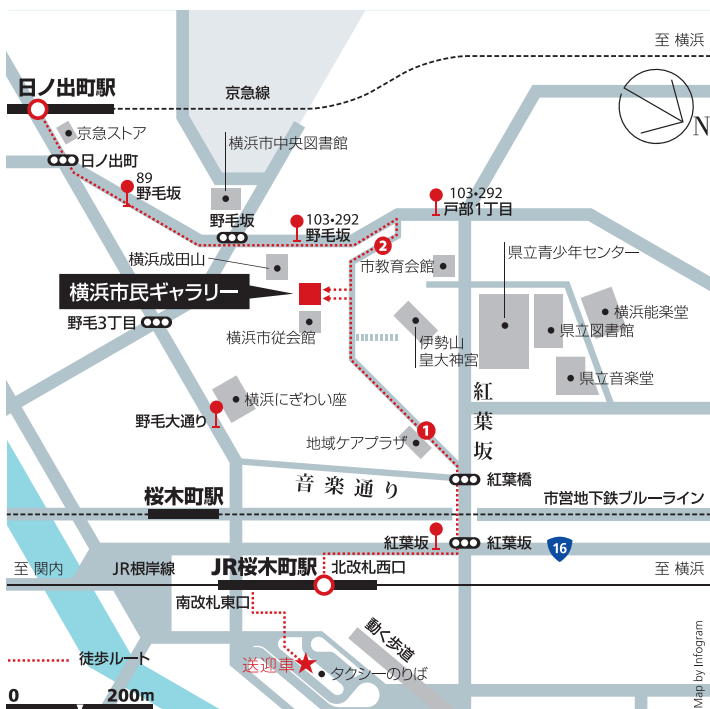 至 横浜
日ノ出町駅
京急線
京急ストア
日ノ出町
横浜市中央図書館
N
89
野毛坂
野毛坂
103・292
野毛坂
103・292
戸部1丁目
2
横浜成田山
市教育会館
県立青少年センター
横浜市民ギャラリー
野毛3丁目
横浜市従会館
伊勢山
皇大神宮
横浜能楽堂
県立図書館
県立音楽堂
横浜にぎわい座
野毛大通り
紅葉坂
1
地域ケアプラザ
音楽通り
紅葉橋
桜木町駅
市営地下鉄ブルーライン
紅葉坂
紅葉坂
16
至 関内
JR根岸線
JR桜木町駅
北改札西口
至 横浜
南改札東口
動く歩道
徒歩ルート
送迎車
タクシーのりば
0
200m
Map by Infogram